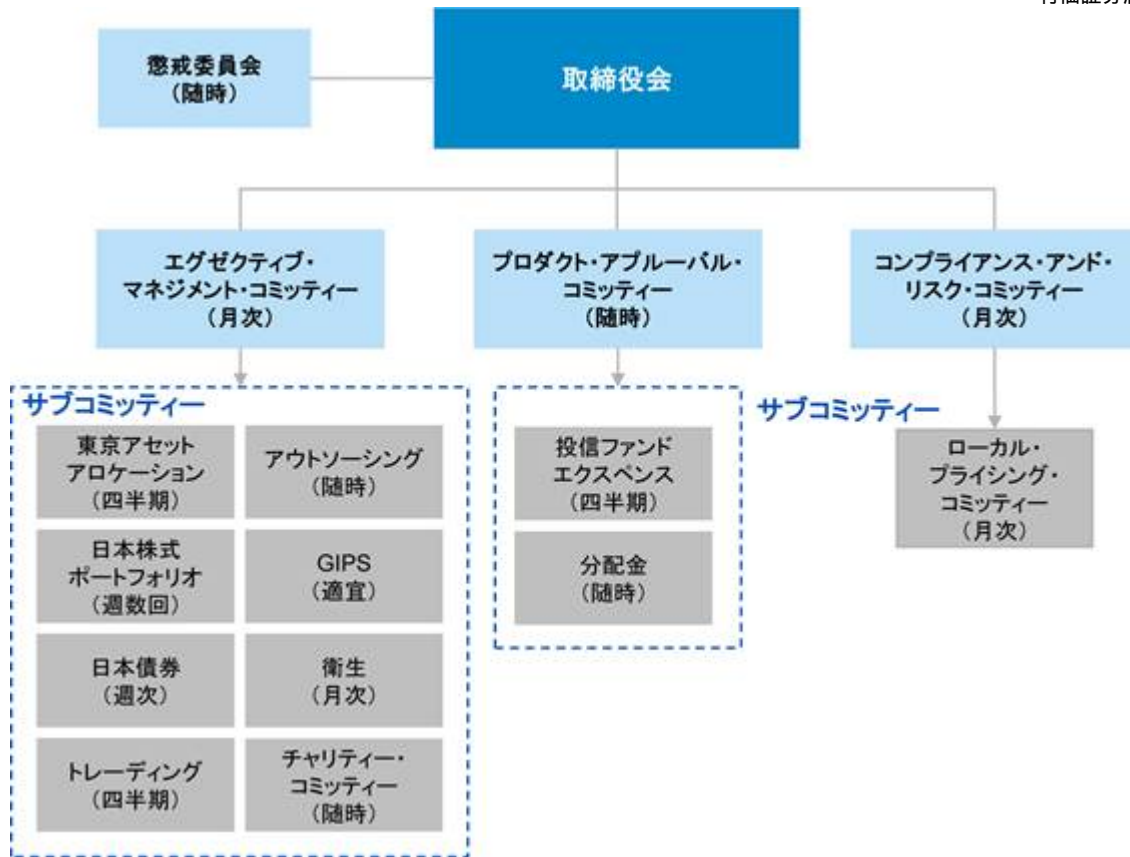 懲戒委員会
(随時)
取締役会
エグゼクティブ・
マネジメント・コミッティー
(月次)
プロダクト・アプルーバル・
コミッティー
(随時)
コンプライアンス・アンド・
リスク・コミッティー
(月次)
サブコミッティー
東京アセット
アロケーション
(四半期)
アウトソーシング
(随時)
日本株式
ポートフォリオ
(週数回)
GIPS
(適宜)
日本債券
(週次)
衛生
(月次)
トレーディング
(四半期)
チャリティー・
コミッティー
(随時)
投信ファンド
エクスペンス
(四半期)
分配金
(随時)
サブコミッティー
ローカル・
プライシング・
コミッティー
(月次)